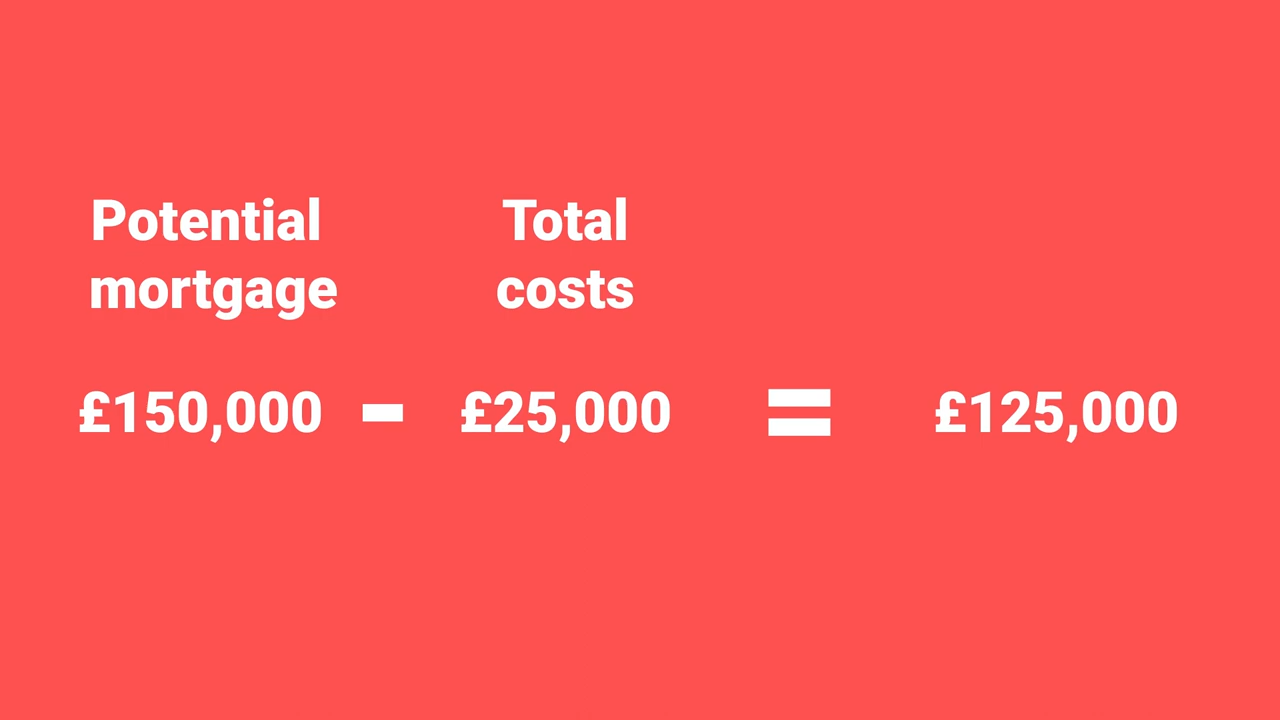 Potential
mortgage
Total
costs
£150,000 - £25,000 = £125,000